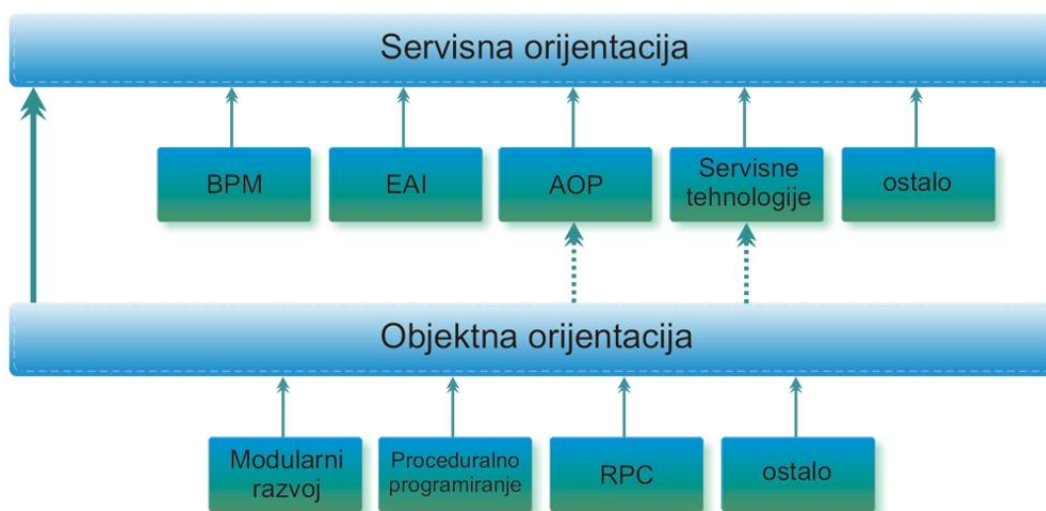 Servisna orijentacija
BPM
EAI
AOP
Servisne
tehnologije
ostalo
Objektna orijentacija
Modularni
razvoj
Proceduralno
programiranje
RPC
ostalo